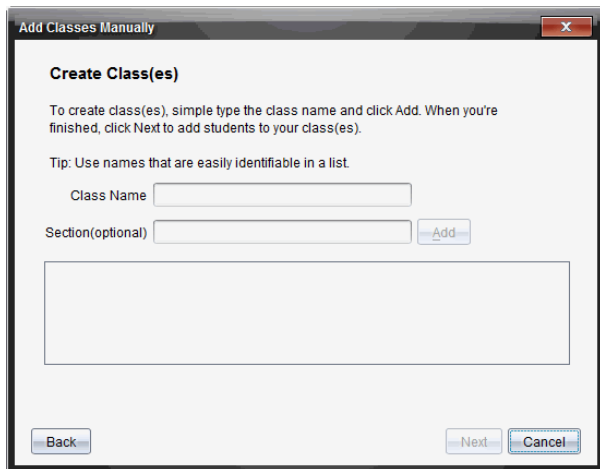 Add Classes Manually
Create Class(es)
To create class(es), simple type the class name and click Add. When you're
finished, click Next to add students to your class(es).
Tip: Use names that are easily identifiable in a list.
Class Name
Section(optional) Add
Back Next Cancel